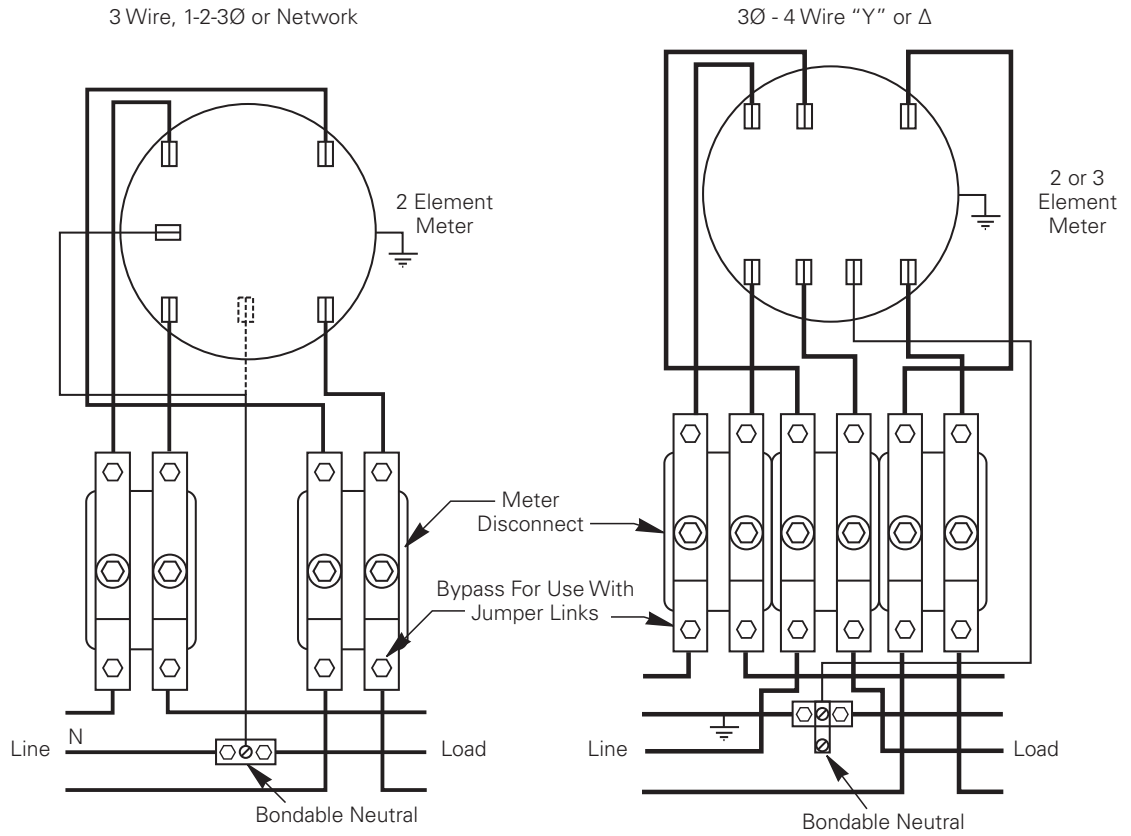 3 Wire, 1-2-3Ø or Network
3Ø - 4 Wire “Y” or Δ
2 Element
Meter
2 or 3
Element
Meter
Meter
Disconnect
Bypass For Use With
Jumper Links
N
Line
Load
Bondable Neutral
Line
Load
Bondable Neutral